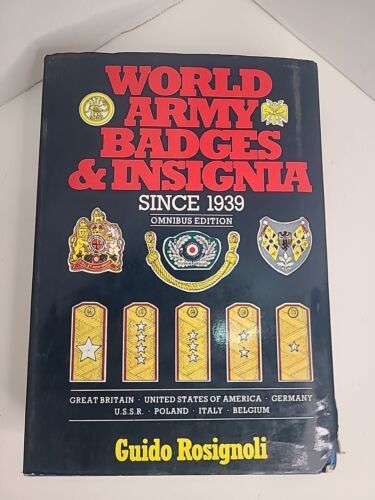 WORLD
ARMY
BADGES
& INSIGNIA
SINCE 1939
OMNIBUS EDITION
GREAT BRITAIN · UNITED STATES OF AMERICA · GERMANY
U.S.S.R. · POLAND · ITALY · BELGIUM
Guido Rosignoli